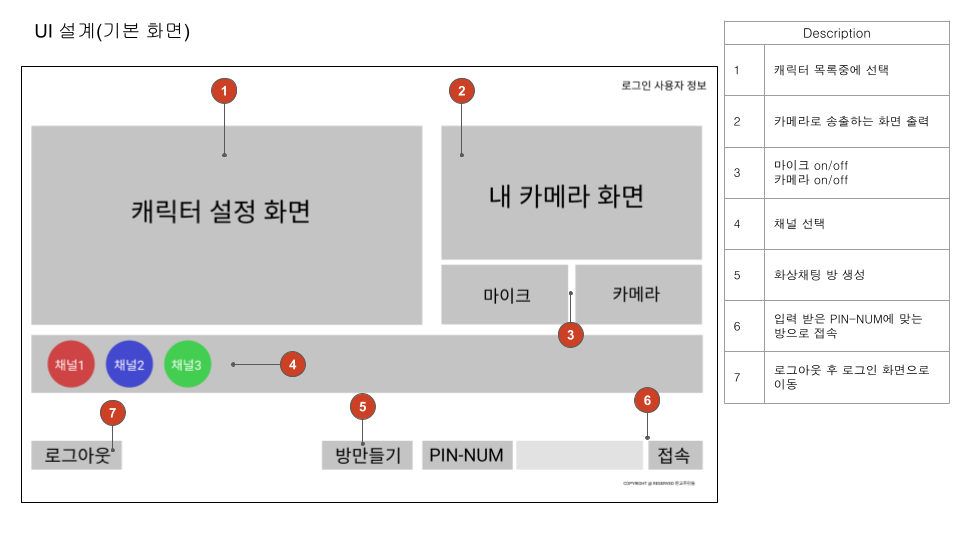 UI 설계(기본 화면)
로그인 사용자 정보
1
2
캐릭터 설정 화면
내 카메라 화면
마이크
카메라
3
채널1
채널2
채널3
4
7
5
6
로그아웃
방만들기
PIN-NUM
접속
Description
1 캐릭터 목록중에 선택
2 카메라로 송출하는 화면 출력
3 마이크 on/off
카메라 on/off
4 채널 선택
5 화상채팅 방 생성
6 입력 받은 PIN-NUM에 맞는
방으로 접속
7 로그아웃 후 로그인 화면으로
이동